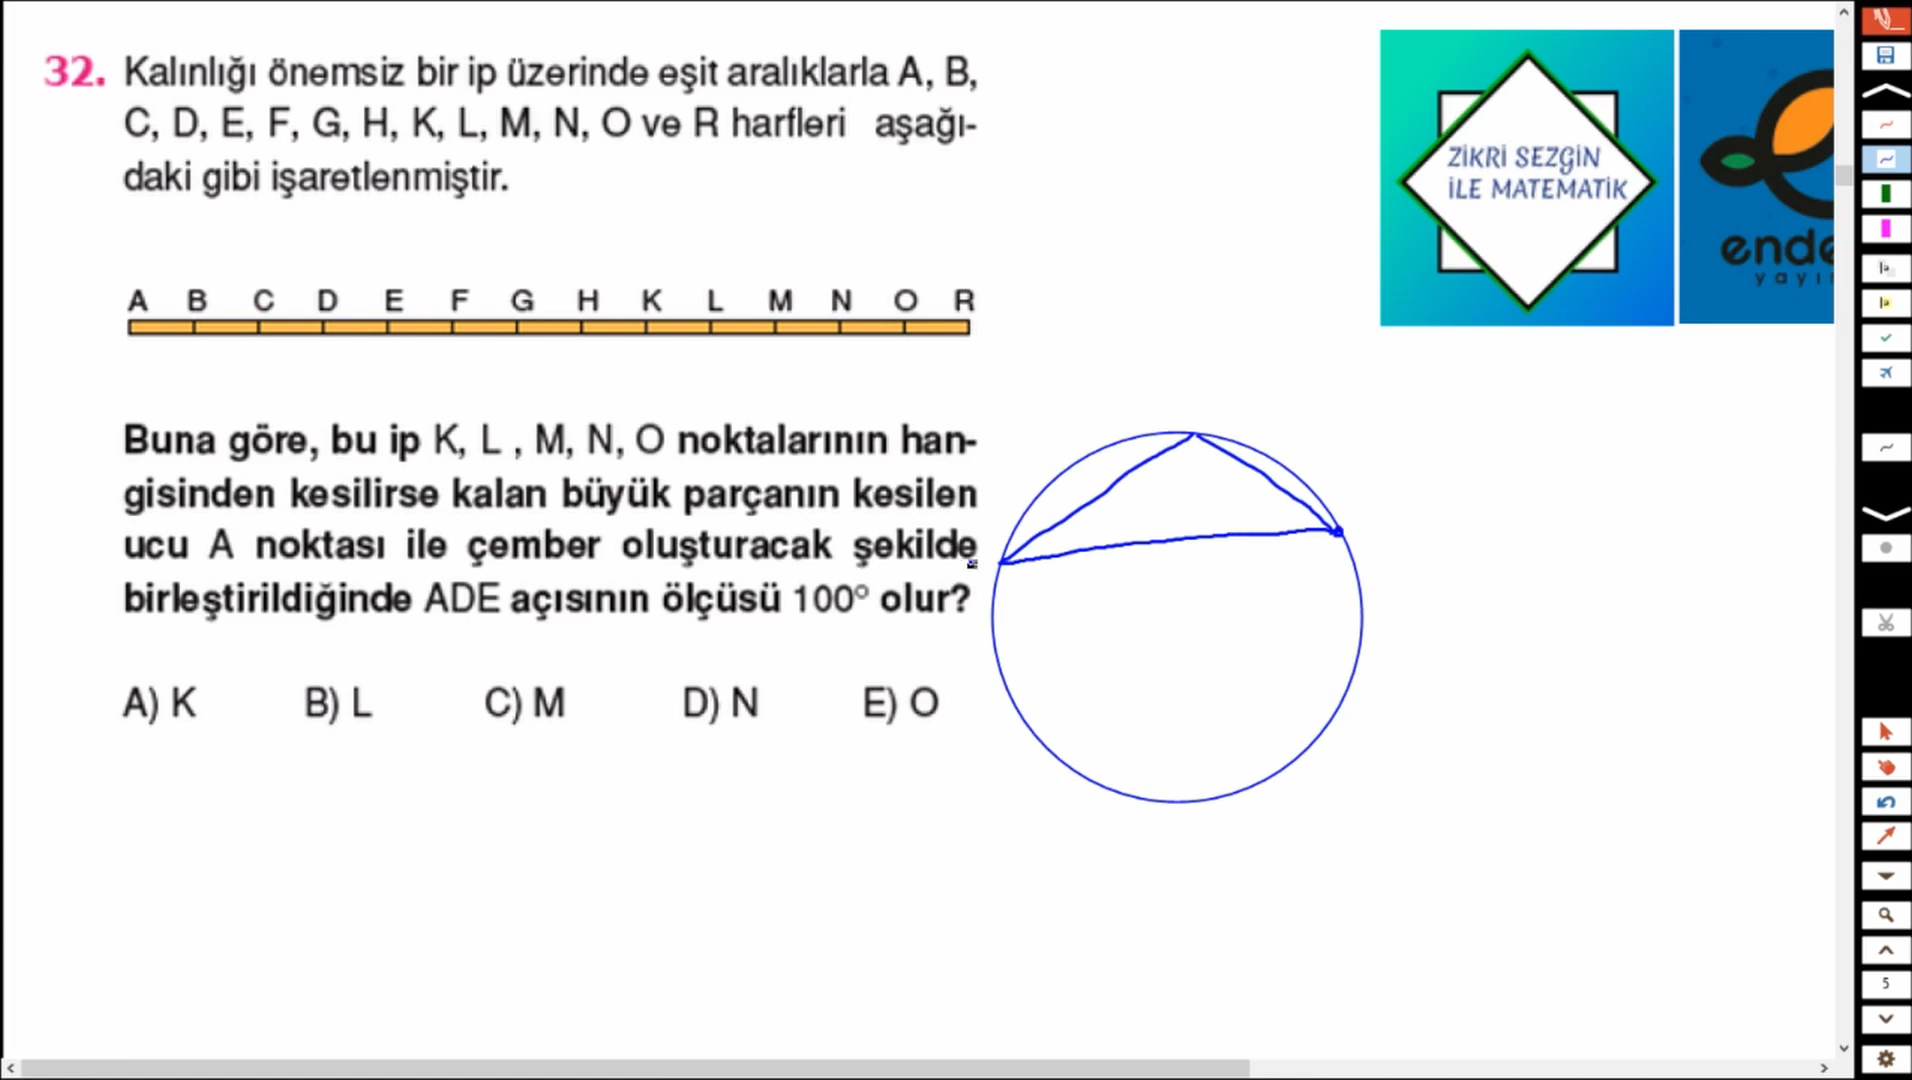 32. Kalınlığı önemsiz bir ip üzerinde eşit aralıklarla A, B,
C, D, E, F, G, H, K, L, M, N, O ve R harfleri aşağı-
daki gibi işaretlenmiştir.
A B C D E F G H K L M N O R
Buna göre, bu ip K, L , M, N, O noktalarının han-
gisinden kesilirse kalan büyük parçanın kesilen
ucu A noktası ile çember oluşturacak şekilde
birleştirildiğinde ADE açısının ölçüsü 100° olur?
A) K B) L C) M D) N E) O
ZİKRİ SEZGİN
İLE MATEMATİK
5